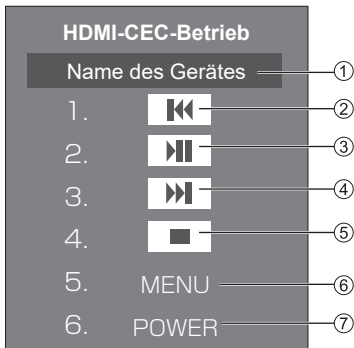 HDMI-CEC-Betrieb
Name des Gerätes ①
1. ②
2. ③
3. ④
4. ⑤
5. MENU ⑥
6. POWER ⑦